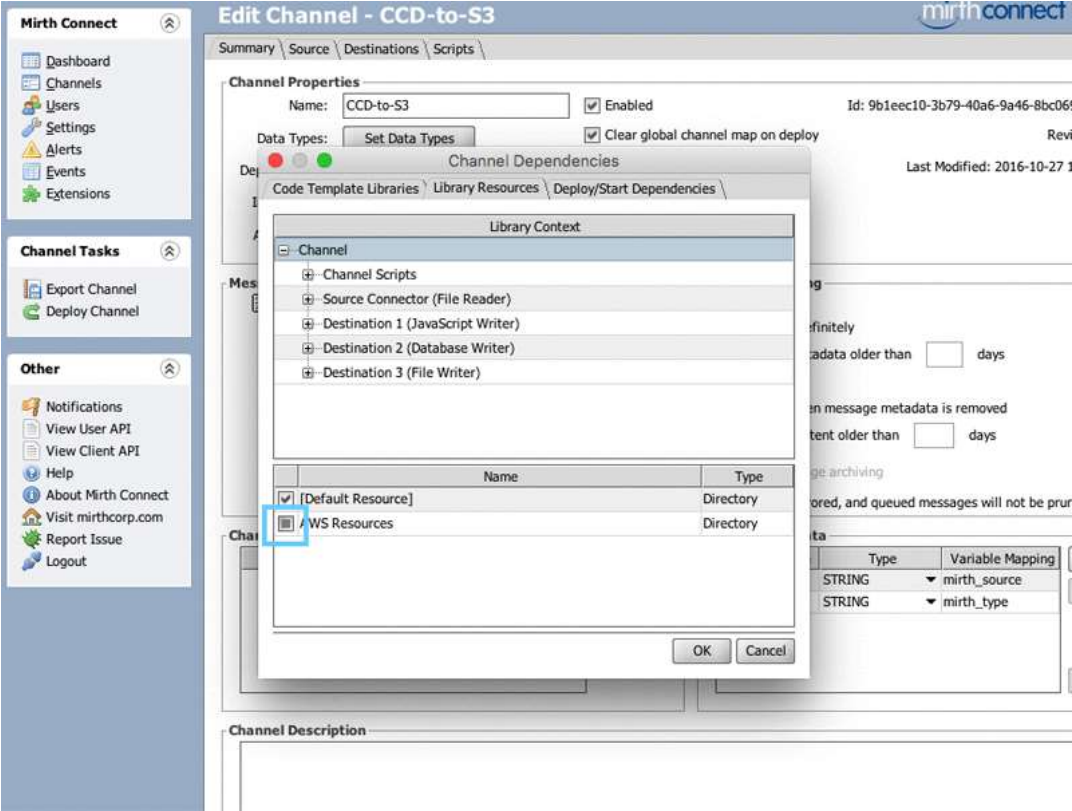 Mirth Connect
Dashboard
Channels
Users
Settings
Alerts
Events
Extensions
Channel Tasks
Export Channel
Deploy Channel
Other
Notifications
View User API
View Client API
Help
About Mirth Connect
Visit mirthcorp.com
Report Issue
Logout
Edit Channel - CCD-to-S3
mirthconnect
Summary Source Destinations Scripts
Channel Properties
Name: CCD-to-S3 Enabled Id: 9b1eec10-3b79-40a6-9a46-8bc069
Data Types: Set Data Types Clear global channel map on deploy Revi
Last Modified: 2016-10-27 1
Channel Dependencies
Code Template Libraries Library Resources Deploy/Start Dependencies
Library Context
Channel
Channel Scripts
Source Connector (File Reader)
Destination 1 (JavaScript Writer)
Destination 2 (Database Writer)
Destination 3 (File Writer)
Name Type
[Default Resource] Directory
AWS Resources Directory
OK Cancel
Mes
efinitely
adata older than days
en message metadata is removed
tent older than days
ge archiving
ored, and queued messages will not be prun
Chan
ta
Type Variable Mapping
STRING mirth_source
STRING mirth_type
Channel Description